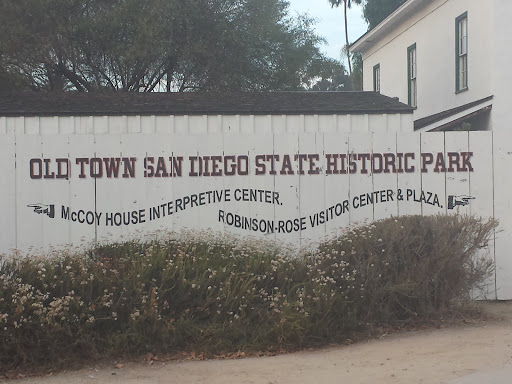 OLD TOWN SAN DIEGO STATE HISTORIC PARK
McCOY HOUSE INTERPRETIVE CENTER.
ROBINSON-ROSE VISITOR CENTER & PLAZA.